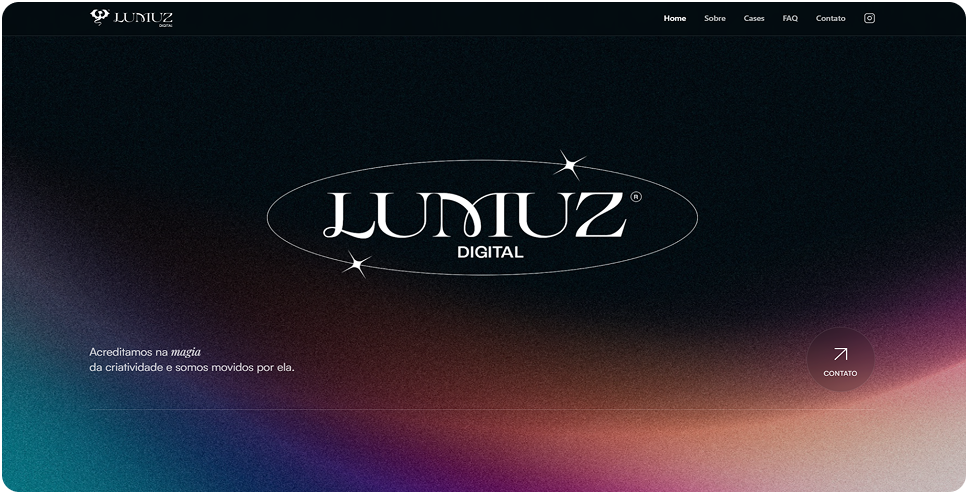 LUMUZ
DIGITAL
Home Sobre Cases FAQ Contato
LUMUZ ®
DIGITAL
Acreditamos na magia
da criatividade e somos movidos por ela.
CONTATO